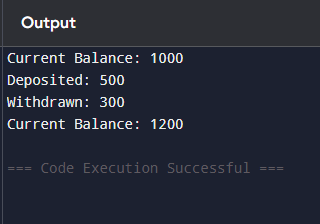 Output
Current Balance: 1000
Deposited: 500
Withdrawn: 300
Current Balance: 1200
=== Code Execution Successful ===